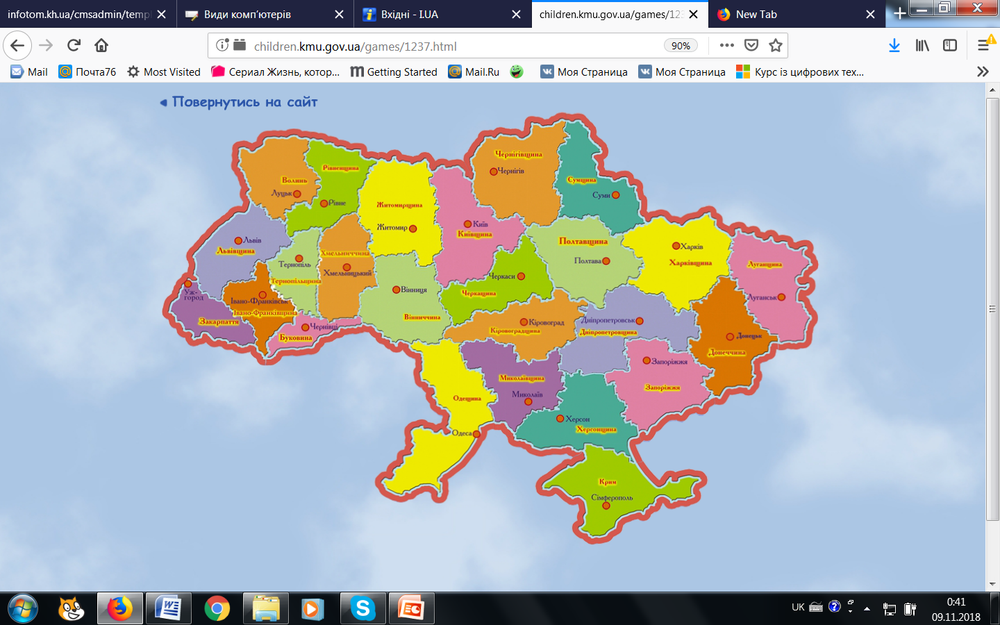 infotom.kh.ua/cmsadmin/temp
Види комп’ютерів
Вхідні - I.UA
children.kmu.gov.ua/games/123
New Tab
children.kmu.gov.ua/games/1237.html
90%
Mail
Почта76
Most Visited
Сериал Жизнь, котор...
Getting Started
Mail.Ru
Моя Страница
Моя Страница
Курс із цифрових тех...
Повернутись на сайт
Чернігівщина
Чернігів
Рівненщина
Волинь
Луцьк
Рівне
Сумщина
Суми
Житомирщина
Житомир
Київ
Київщина
Львів
Львівщина
Полтавщина
Полтава
Харків
Харківщина
Хмельниччина
Хмельницький
Тернопіль
Тернопільщина
Луганщина
Луганськ
Черкаси
Черкащина
Уж-
город
Закарпаття
Івано-Франківськ
Івано-Франківщина
Вінниця
Вінниччина
Чернівці
Буковина
Кіровоград
Кіровоградщина
Дніпропетровськ
Дніпропетровщина
Донецьк
Донеччина
Запоріжжя
Запоріжжя
Миколаївщина
Миколаїв
Одещина
Одеса
Херсон
Херсонщина
Крим
Сімферополь
UK
0:41
09.11.2018